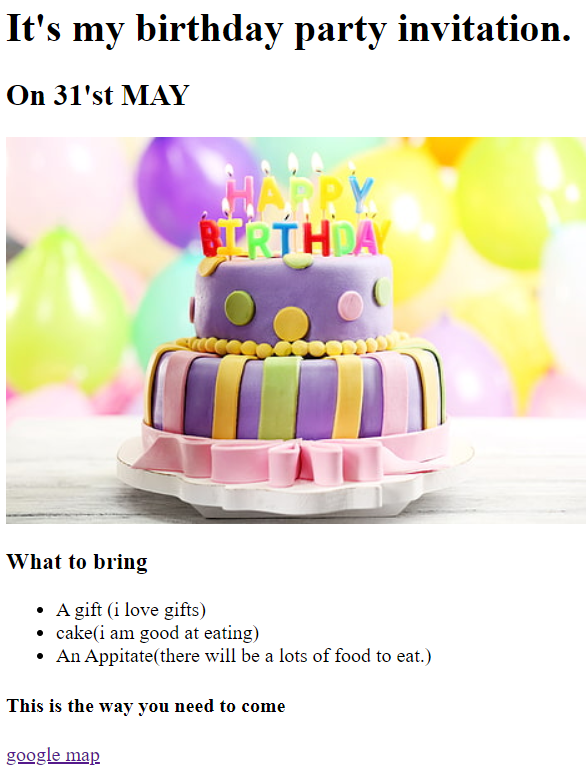 It's my birthday party invitation.
On 31'st MAY
HAPPY
BIRTHDAY
What to bring
A gift (i love gifts)
cake(i am good at eating)
An Appitate(there will be a lots of food to eat.)
This is the way you need to come
google map